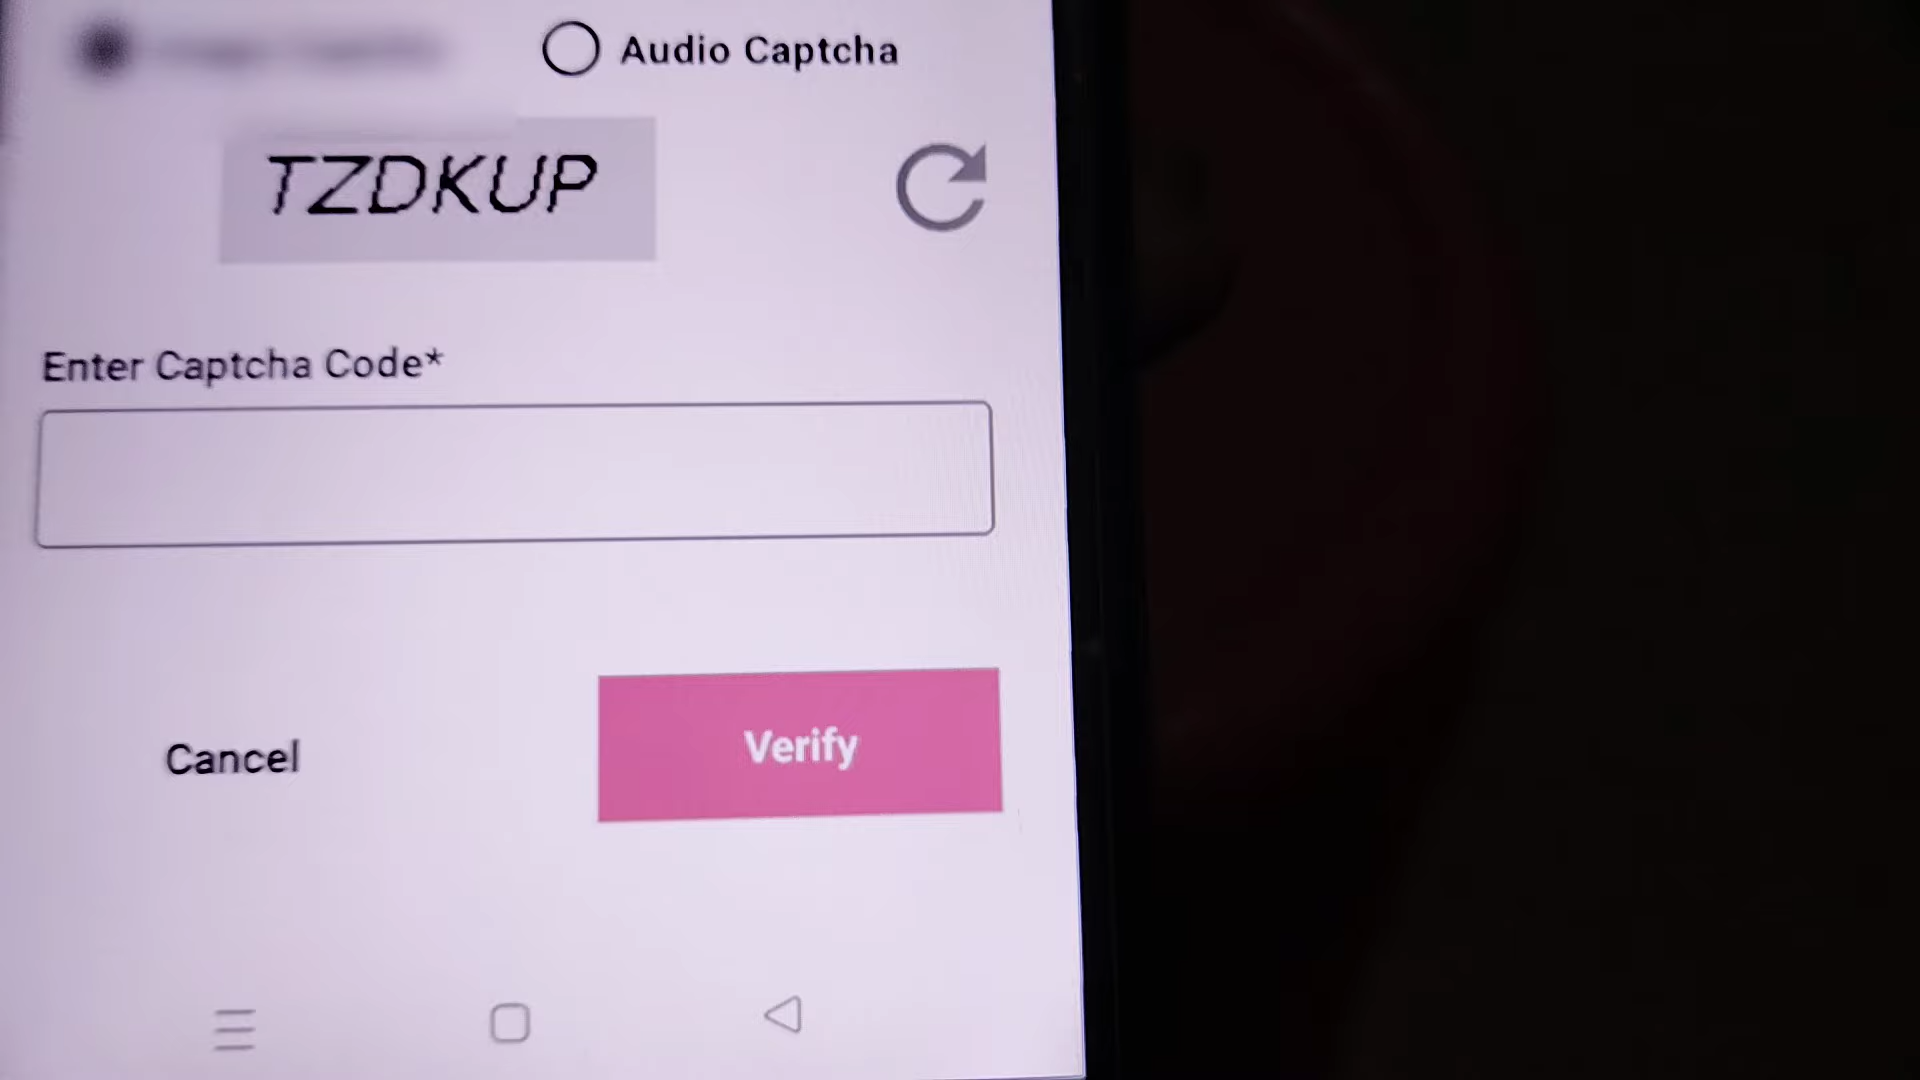 Audio Captcha
TZDKUP
Enter Captcha Code*
Cancel
Verify